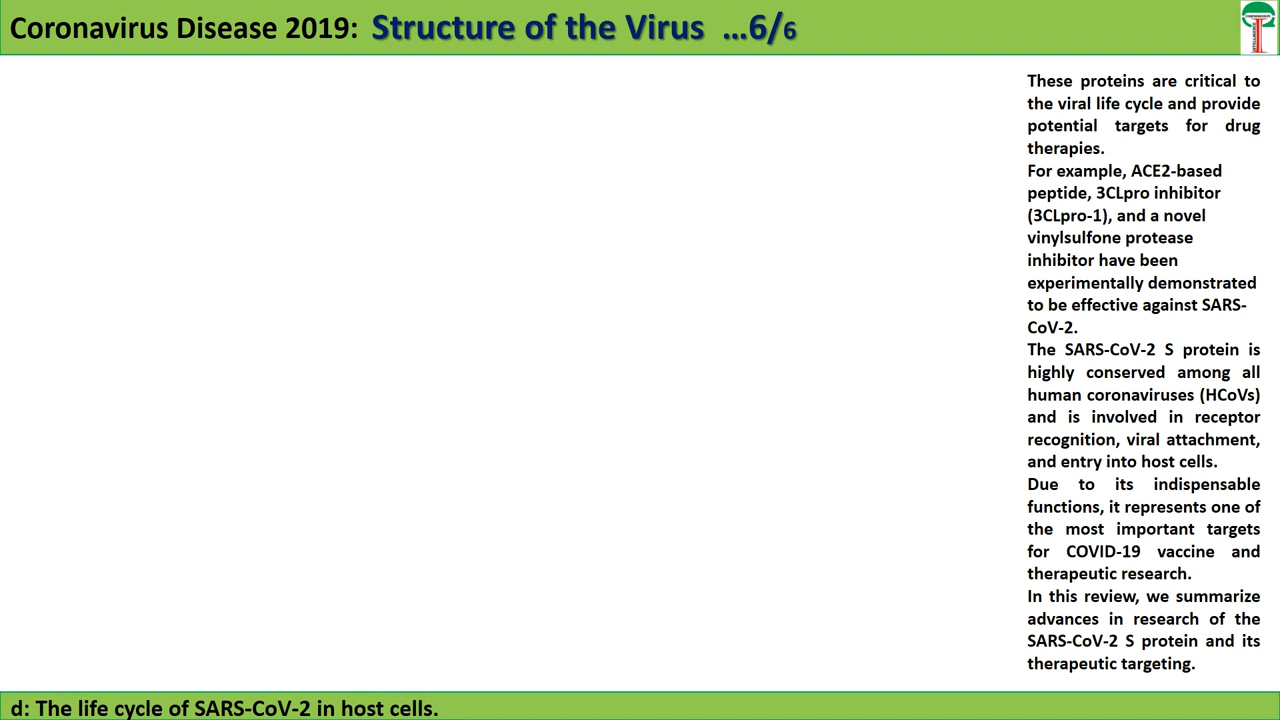 Coronavirus Disease 2019: Structure of the Virus ...6/6
These proteins are critical to
the viral life cycle and provide
potential targets for drug
therapies.
For example, ACE2-based
peptide, 3CLpro inhibitor
(3CLpro-1), and a novel
vinylsulfone protease
inhibitor have been
experimentally demonstrated
to be effective against SARS-
CoV-2.
The SARS-CoV-2 S protein is
highly conserved among all
human coronaviruses (HCoVs)
and is involved in receptor
recognition, viral attachment,
and entry into host cells.
Due to its indispensable
functions, it represents one of
the most important targets
for COVID-19 vaccine and
therapeutic research.
In this review, we summarize
advances in research of the
SARS-CoV-2 S protein and its
therapeutic targeting.
d: The life cycle of SARS-CoV-2 in host cells.